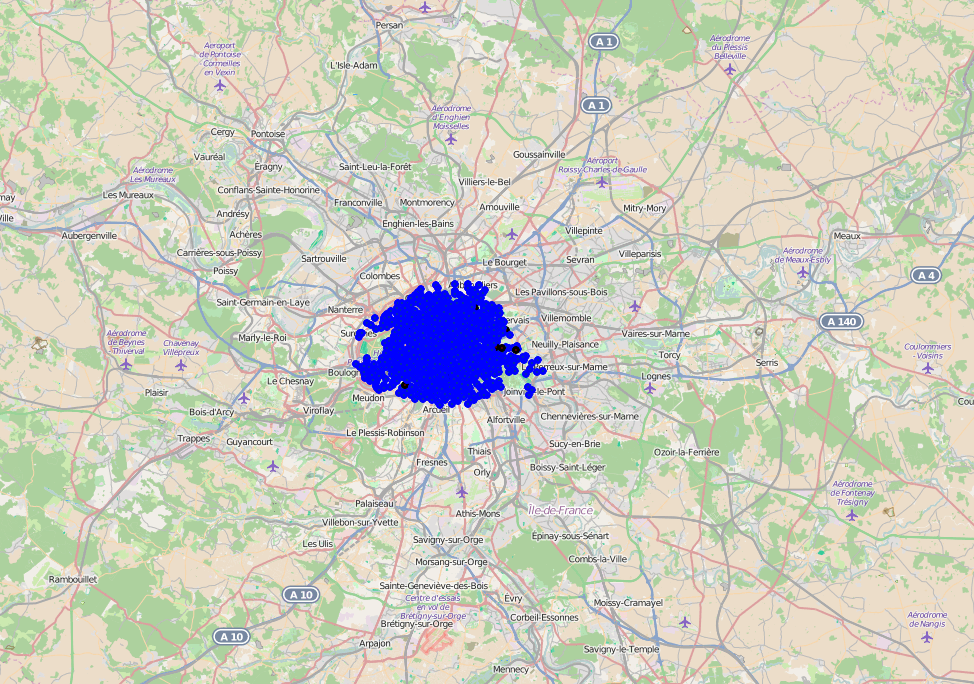 Persan
A 1
Aérodrome
du Plessis
Belleville
Aéroport
de Pontoise
Cormeilles
en Vexin
L'Isle-Adam
A 1
Aérodrome
d'Enghien
Moisselles
Cergy
Pontoise
Vauréal
Éragny
Saint-Leu-la-Forêt
Goussainville
Aéroport
Roissy-Charles-de-Gaulle
Aérodrome
Les Mureaux
Les Mureaux
Conflans-Sainte-Honorine
Villiers-le-Bel
Franconville
Montmorency
Arnouville
Mitry-Mory
Andrésy
Enghien-les-Bains
Villepinte
Aubergenville
Achères
Meaux
Carrières-sous-Poissy
Sartrouville
Le Bourget
Sevran
Villeparisis
Aérodrome
de Meaux-Esbly
Poissy
Colombes
A 4
Saint-Germain-en-Laye
Les Pavillons-sous-Bois
Nanterre
Villemomble
A 140
Marly-le-Roi
Neuilly-Plaisance
Vaires-sur-Marne
Aérodrome
de Beynes
Thiverval
Chavenay
Villepreux
Torcy
Serris
Coulommiers
-Voisins
Le Chesnay
Lognes
Plaisir
Meudon
Bois-d'Arcy
Viroflay
Arcueil
Alfortville
Chennevières-sur-Marne
Trappes
Guyancourt
Le Plessis-Robinson
Thiais
Sucy-en-Brie
Ozoir-la-Ferrière
Fresnes
Orly
Boissy-Saint-Léger
Aérodrome
de Fontenay
Trésigny
Palaiseau
Athis-Mons
Île-de-France
Villebon-sur-Yvette
Les Ulis
Savigny-sur-Orge
Épinay-sous-Sénart
Morsang-sur-Orge
Combs-la-Ville
Rambouillet
Sainte-Geneviève-des-Bois
A 10
Centre d'essais
en vol de
Brétigny-sur-Orge
Evry
Moissy-Cramayel
Brétigny-sur-Orge
Corbeil-Essonnes
Aérodrome
de Nangis
A 10
Arpajon
Savigny-le-Temple
Mennecy